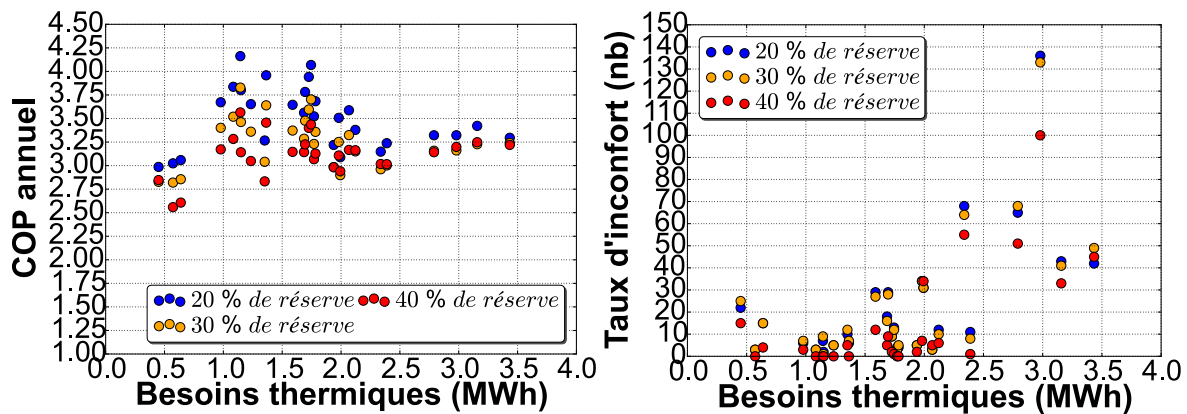 COP annuel
4.50
4.25
4.00
3.75
3.50
3.25
3.00
2.75
2.50
2.25
2.00
1.75
1.50
1.25
1.00
20 % de réserve
40 % de réserve
30 % de réserve
0.0 0.5 1.0 1.5 2.0 2.5 3.0 3.5 4.0
Besoins thermiques (MWh)
Taux d'inconfort (nb)
150
140
130
120
110
100
90
80
70
60
50
40
30
20
10
0
20 % de réserve
30 % de réserve
40 % de réserve
0.0 0.5 1.0 1.5 2.0 2.5 3.0 3.5 4.0
Besoins thermiques (MWh)